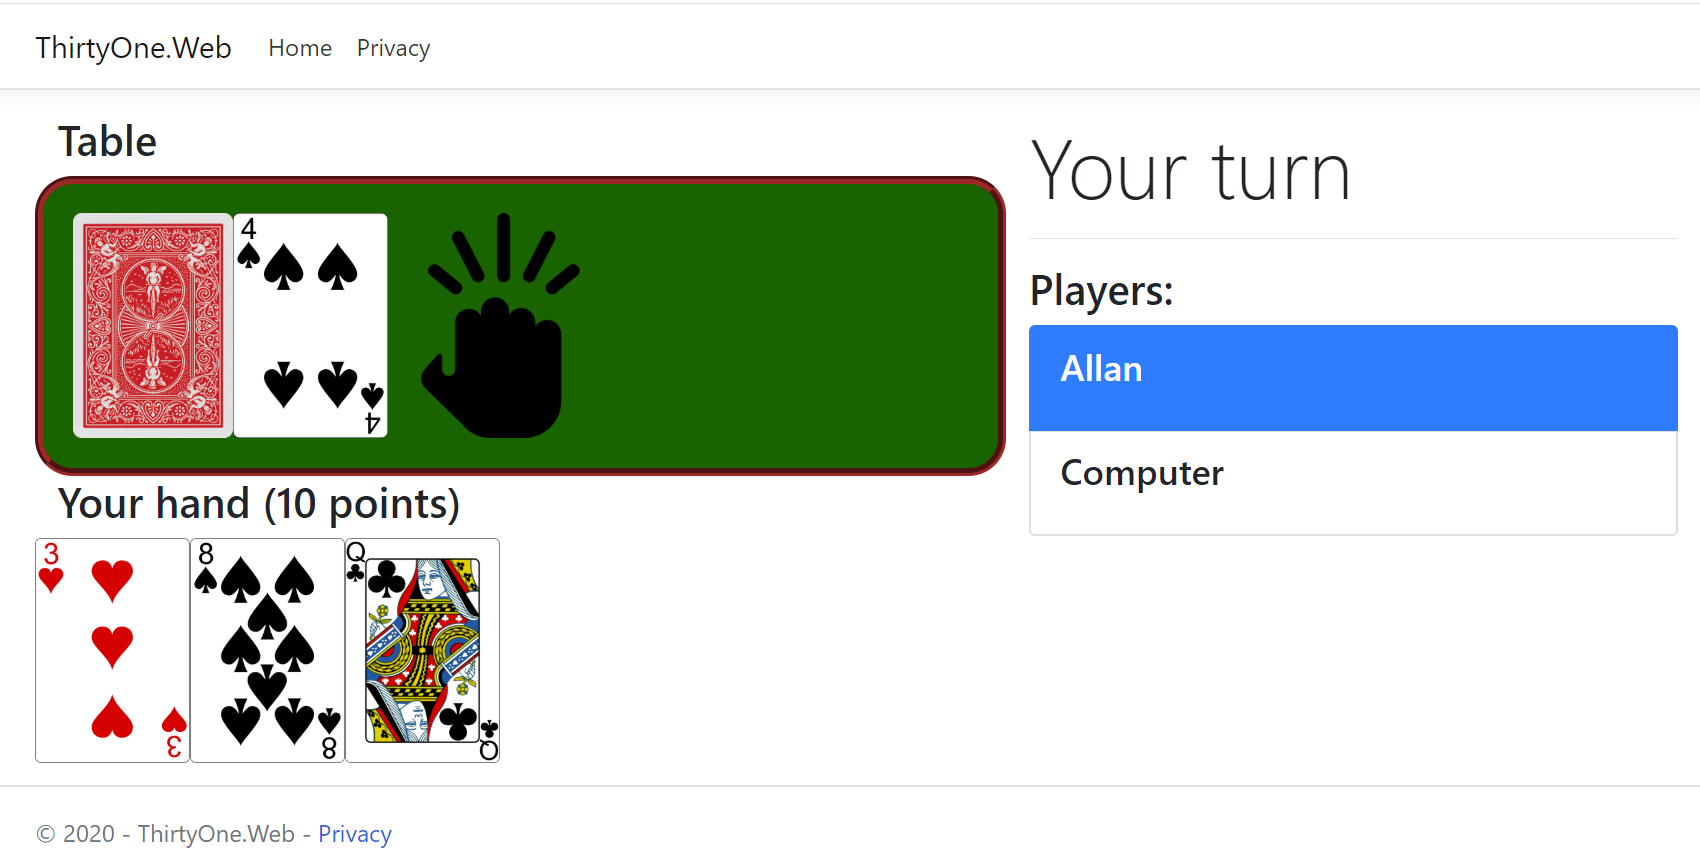 ThirtyOne.Web Home Privacy
Table
4
4
Your turn
Players:
Allan
Computer
Your hand (10 points)
3 8 Q
3 8 Q
© 2020 - ThirtyOne.Web - Privacy